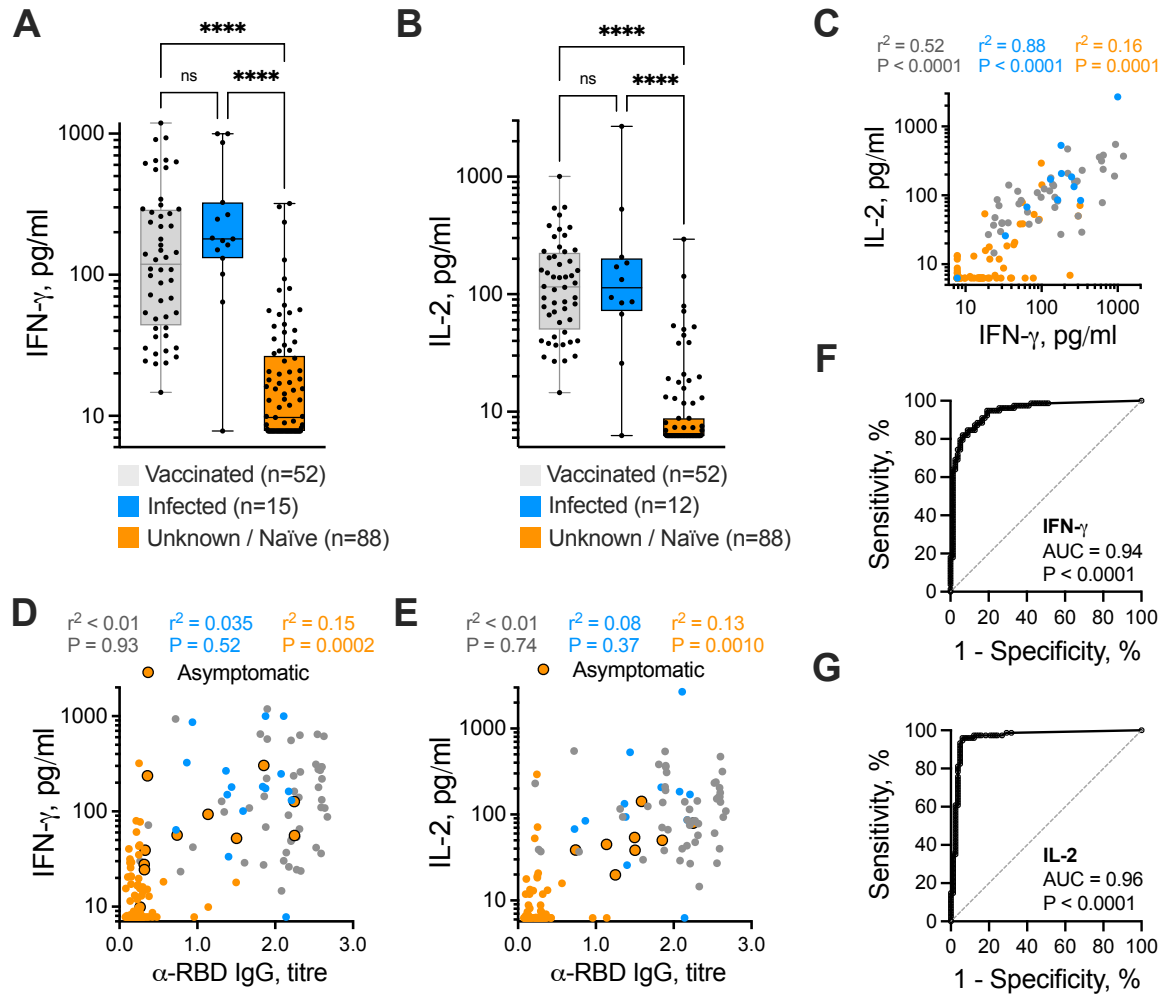 A
****
ns
****
IFN-γ, pg/ml
1000
100
10
Vaccinated (n=52)
Infected (n=15)
Unknown / Naïve (n=88)
B
****
ns
****
IL-2, pg/ml
1000
100
10
Vaccinated (n=52)
Infected (n=12)
Unknown / Naïve (n=88)
C
r² = 0.52 r² = 0.88 r² = 0.16
P < 0.0001 P < 0.0001 P = 0.0001
IL-2, pg/ml
1000
100
10
10 100 1000
IFN-γ, pg/ml
D
r² < 0.01 r² = 0.035 r² = 0.15
P = 0.93 P = 0.52 P = 0.0002
Asymptomatic
IFN-γ, pg/ml
1000
100
10
0.0 1.0 2.0 3.0
α-RBD IgG, titre
E
r² < 0.01 r² = 0.08 r² = 0.13
P = 0.74 P = 0.37 P = 0.0010
Asymptomatic
IL-2, pg/ml
1000
100
10
0.0 1.0 2.0 3.0
α-RBD IgG, titre
F
Sensitivity, %
100
80
60
40
20
0
IFN-γ
AUC = 0.94
P < 0.0001
0 20 40 60 80 100
1 - Specificity, %
G
Sensitivity, %
100
80
60
40
20
0
IL-2
AUC = 0.96
P < 0.0001
0 20 40 60 80 100
1 - Specificity, %